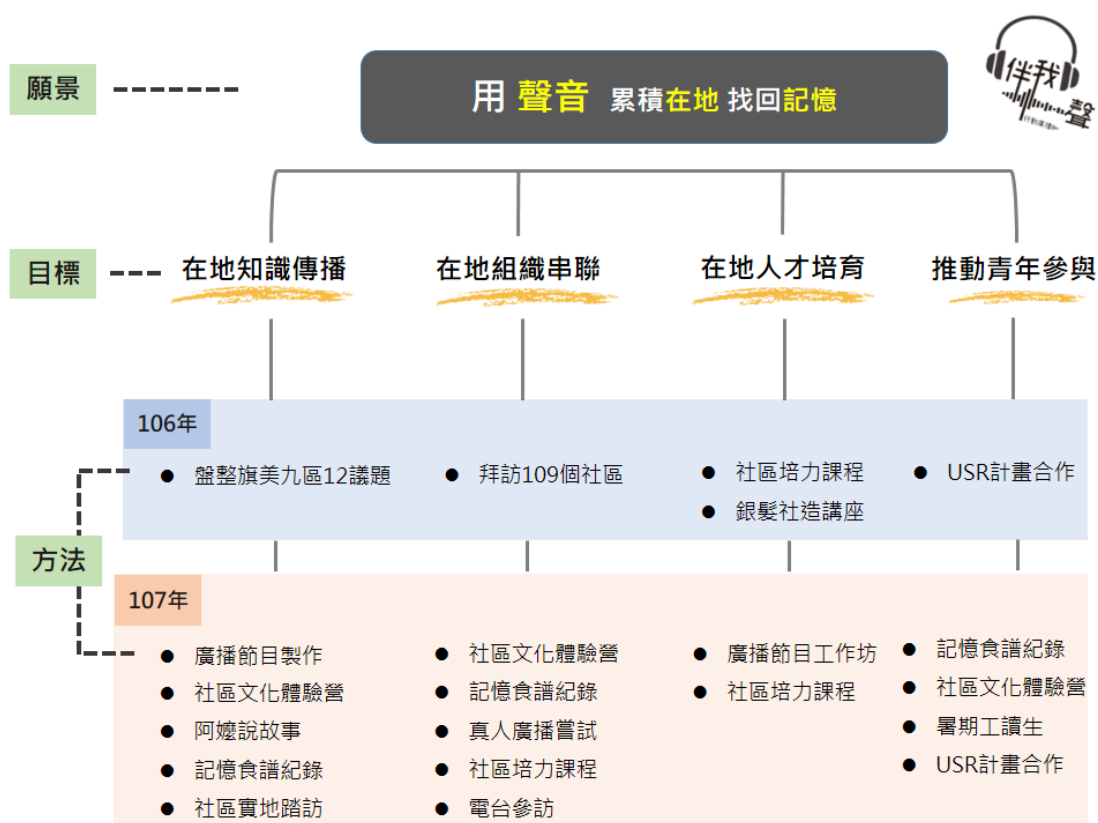 願景
用 聲音 累積在地 找回記憶
伴我
聲
目標
在地知識傳播
在地組織串聯
在地人才培育
推動青年參與
方法
106年
● 盤整旗美九區12議題
● 拜訪109個社區
● 社區培力課程
● 銀髮社造講座
● USR計畫合作
107年
● 廣播節目製作
● 社區文化體驗營
● 阿嬤說故事
● 記憶食譜紀錄
● 社區實地踏訪
● 社區文化體驗營
● 記憶食譜紀錄
● 真人廣播嘗試
● 社區培力課程
● 電台參訪
● 廣播節目工作坊
● 社區培力課程
● 記憶食譜紀錄
● 社區文化體驗營
● 暑期工讀生
● USR計畫合作